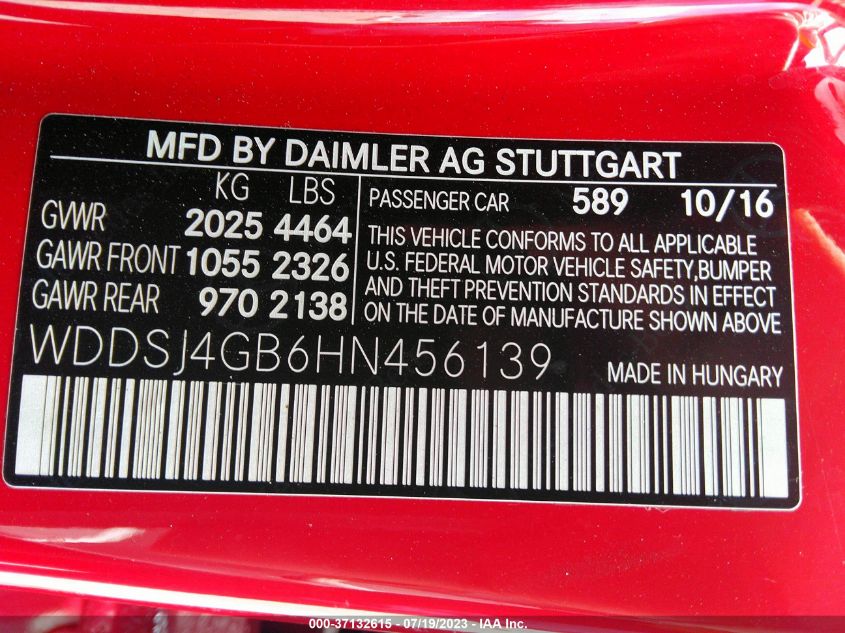 MFD BY DAIMLER AG STUTTGART
KG LBS
GVWR 2025 4464
GAWR FRONT 1055 2326
GAWR REAR 970 2138
PASSENGER CAR 589 10/16
THIS VEHICLE CONFORMS TO ALL APPLICABLE
U.S. FEDERAL MOTOR VEHICLE SAFETY,BUMPER
AND THEFT PREVENTION STANDARDS IN EFFECT
ON THE DATE OF MANUFACTURE SHOWN ABOVE
WDDSJ4GB6HN456139
MADE IN HUNGARY
000-37132615 - 07/19/2023 - IAA Inc.